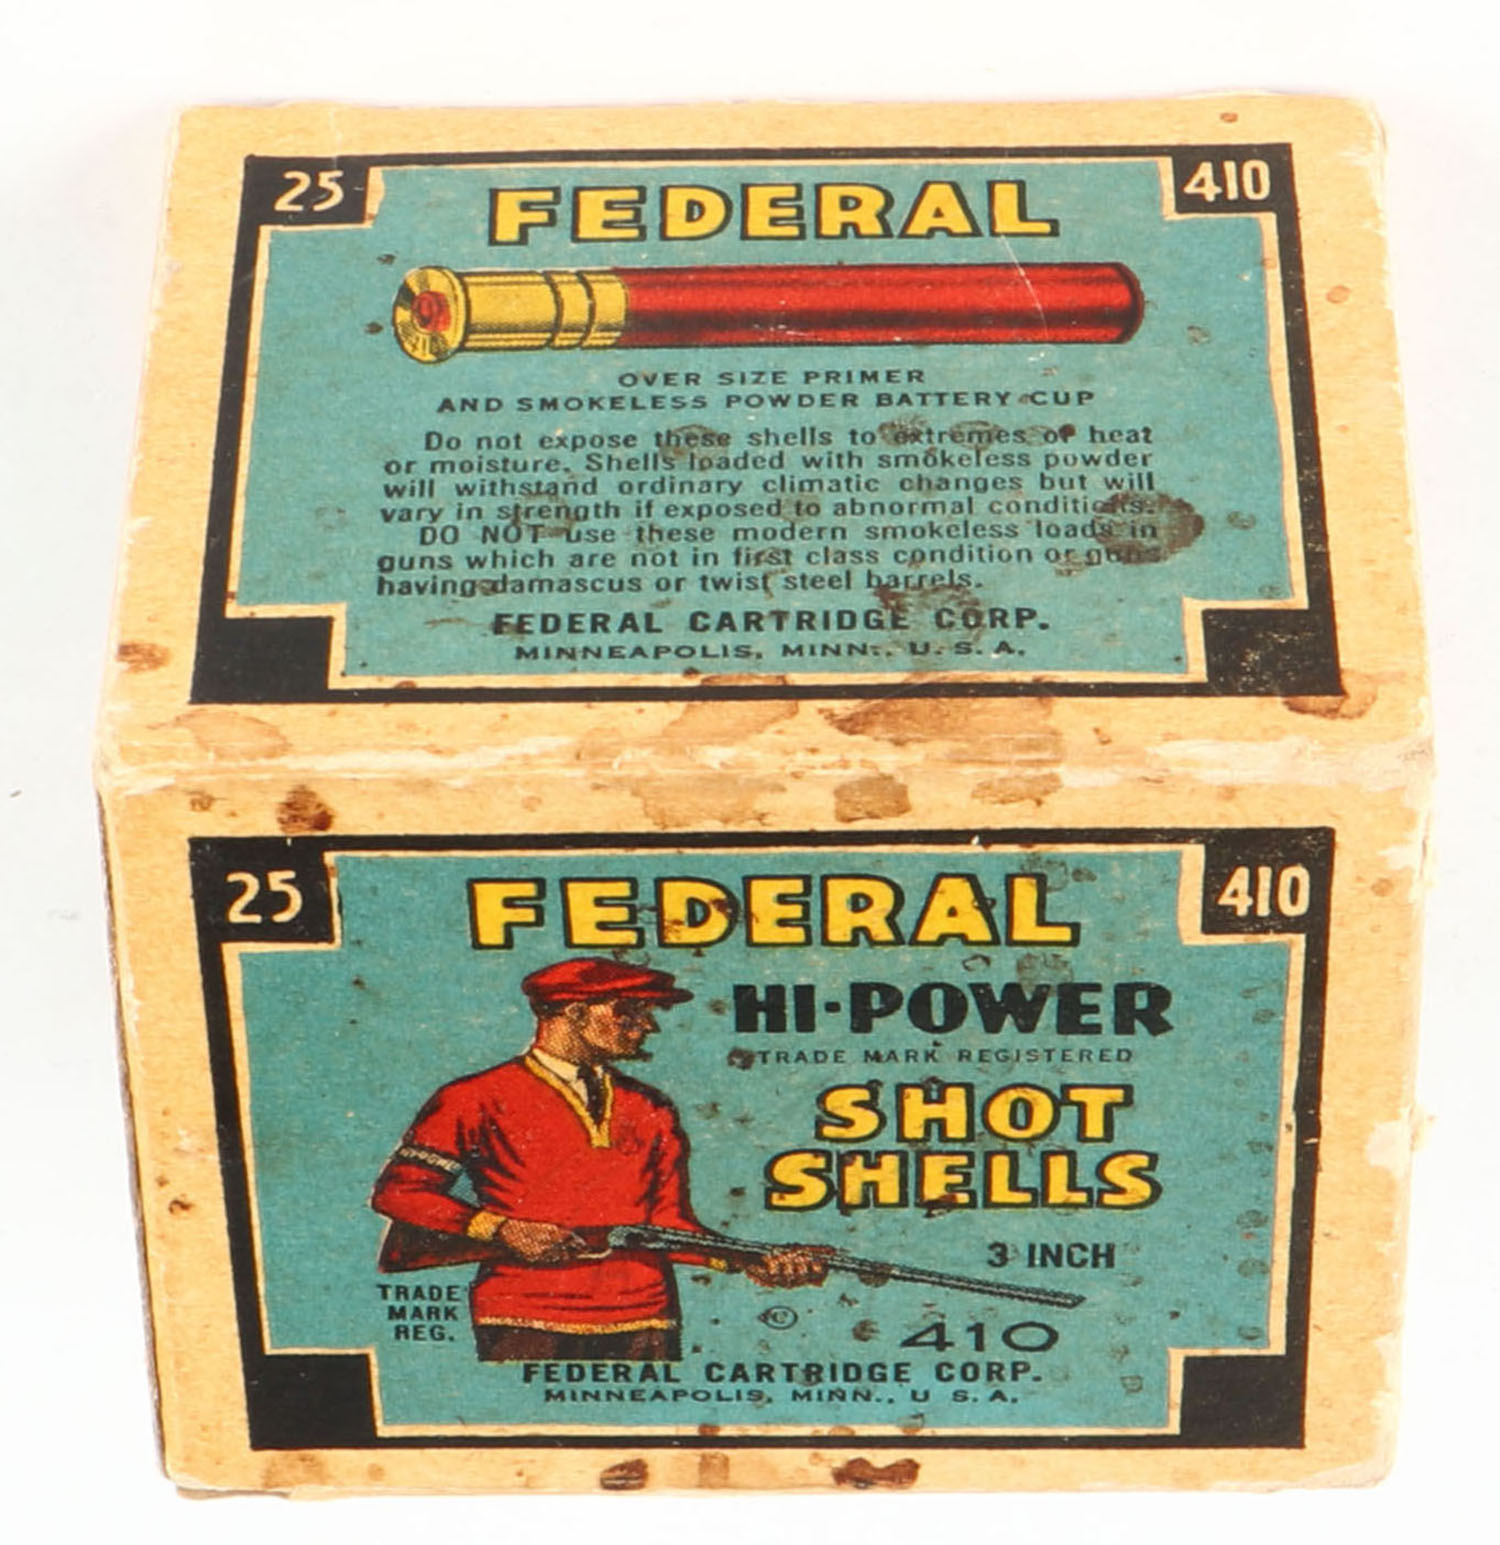 25
FEDERAL
410
OVER SIZE PRIMER
AND SMOKELESS POWDER BATTERY CUP
Do not expose these shells to extremes of heat
or moisture. Shells loaded with smokeless powder
will withstand ordinary climatic changes but will
vary in strength if exposed to abnormal conditions.
DO NOT use these modern smokeless loads in
guns which are not in first class condition or guns
having damascus or twist steel barrels.
FEDERAL CARTRIDGE CORP.
MINNEAPOLIS, MINN., U. S. A.
25
FEDERAL
410
HI-POWER
TRADE MARK REGISTERED
SHOT
SHELLS
3 INCH
TRADE
MARK
REG.
©
410
FEDERAL CARTRIDGE CORP.
MINNEAPOLIS, MINN., U. S. A.